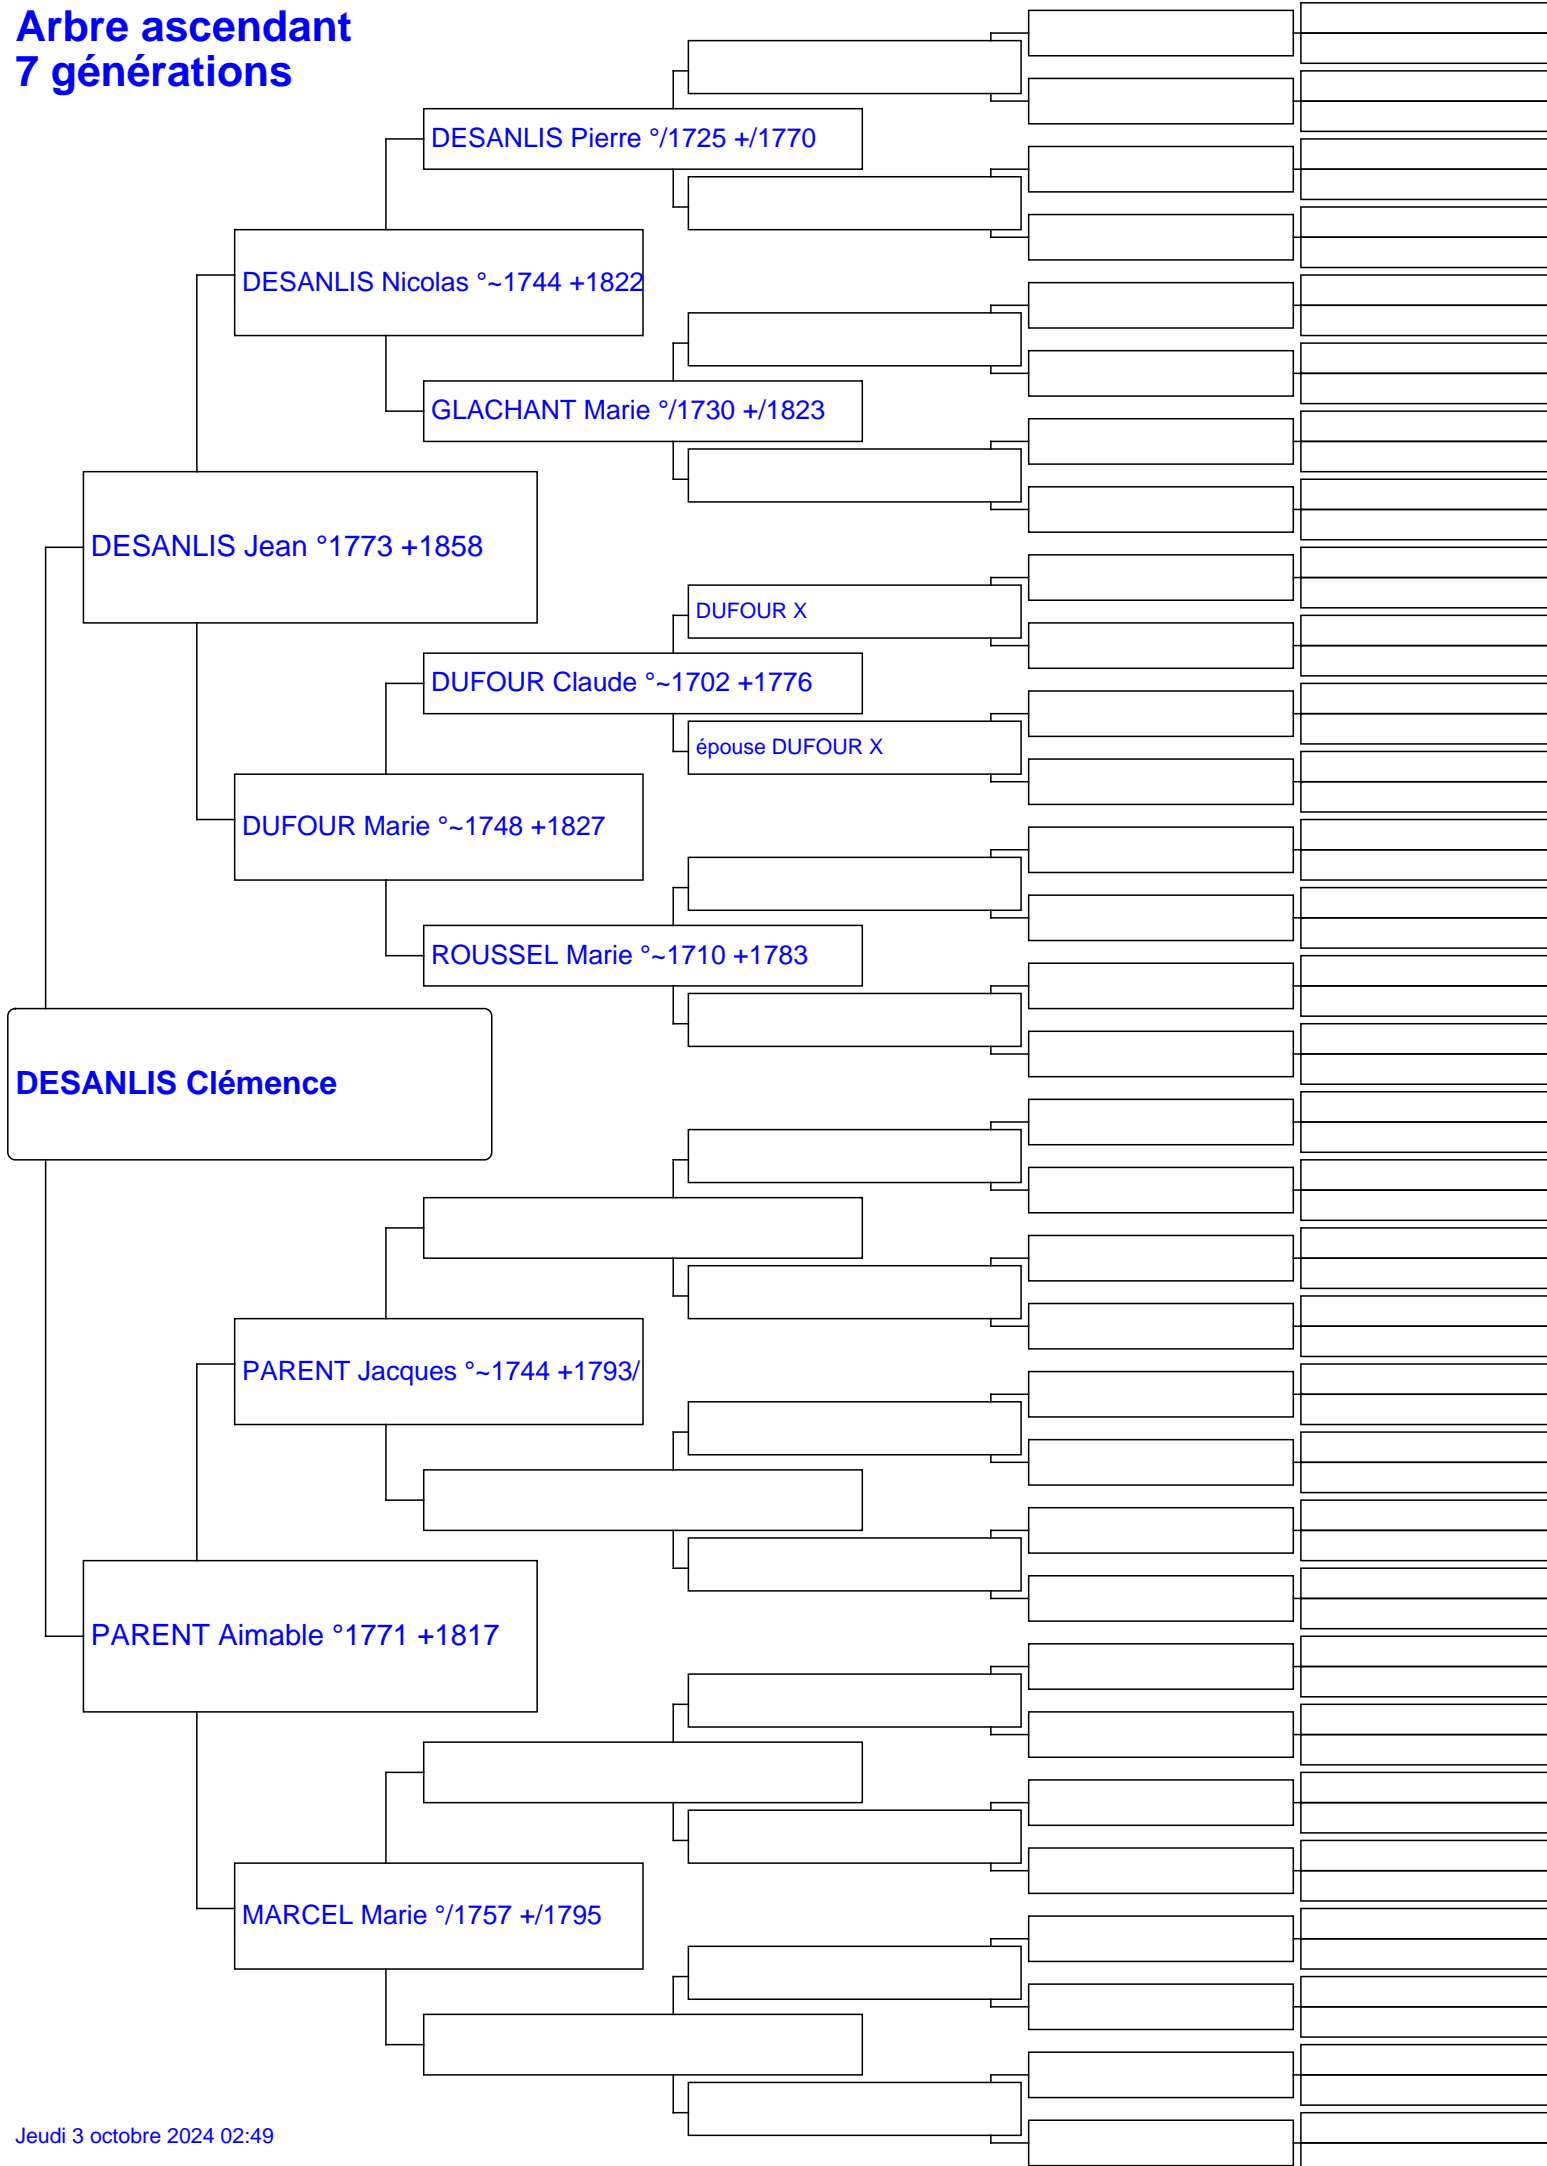 Arbre ascendant
7 générations
DESANLIS Pierre °/1725 +/1770
DESANLIS Nicolas °~1744 +1822
GLACHANT Marie °/1730 +/1823
DESANLIS Jean °1773 +1858
DUFOUR X
DUFOUR Claude °~1702 +1776
épouse DUFOUR X
DUFOUR Marie °~1748 +1827
ROUSSEL Marie °~1710 +1783
DESANLIS Clémence
PARENT Jacques °~1744 +1793/
PARENT Aimable °1771 +1817
MARCEL Marie °/1757 +/1795
Jeudi 3 octobre 2024 02:49